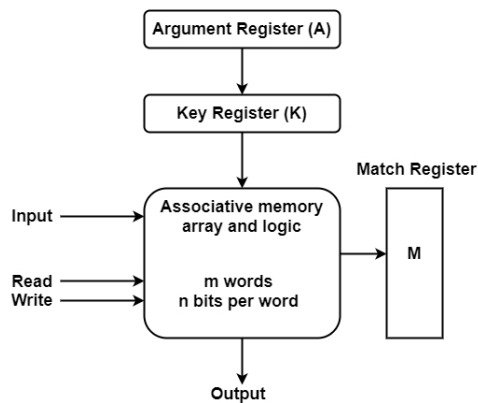 Argument Register (A)
Key Register (K)
Match Register
Associative memory
array and logic
Input
M
Read
m words
Write
n bits per word
Output